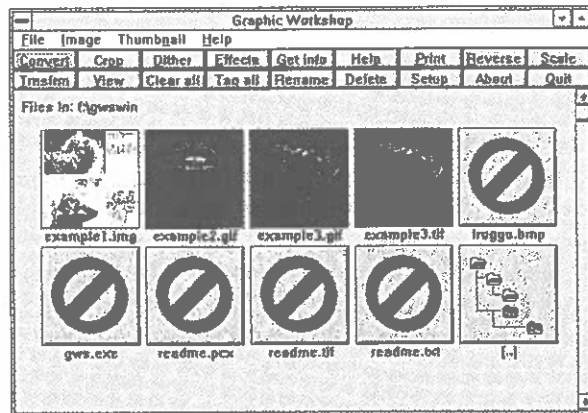 Graphic Workshop
File Image Thumbnail Help
Convert Crop Dither Effects Get info Help Print Reverse Scale
Trnsfrm View Clear all Tag all Rename Delete Setup About Quit
Files in: f:\gwswin
example1.img example2.gif example3.gif example3.tif froggo.bmp
gws.exe readme.pcx readme.tif readme.txt [..]